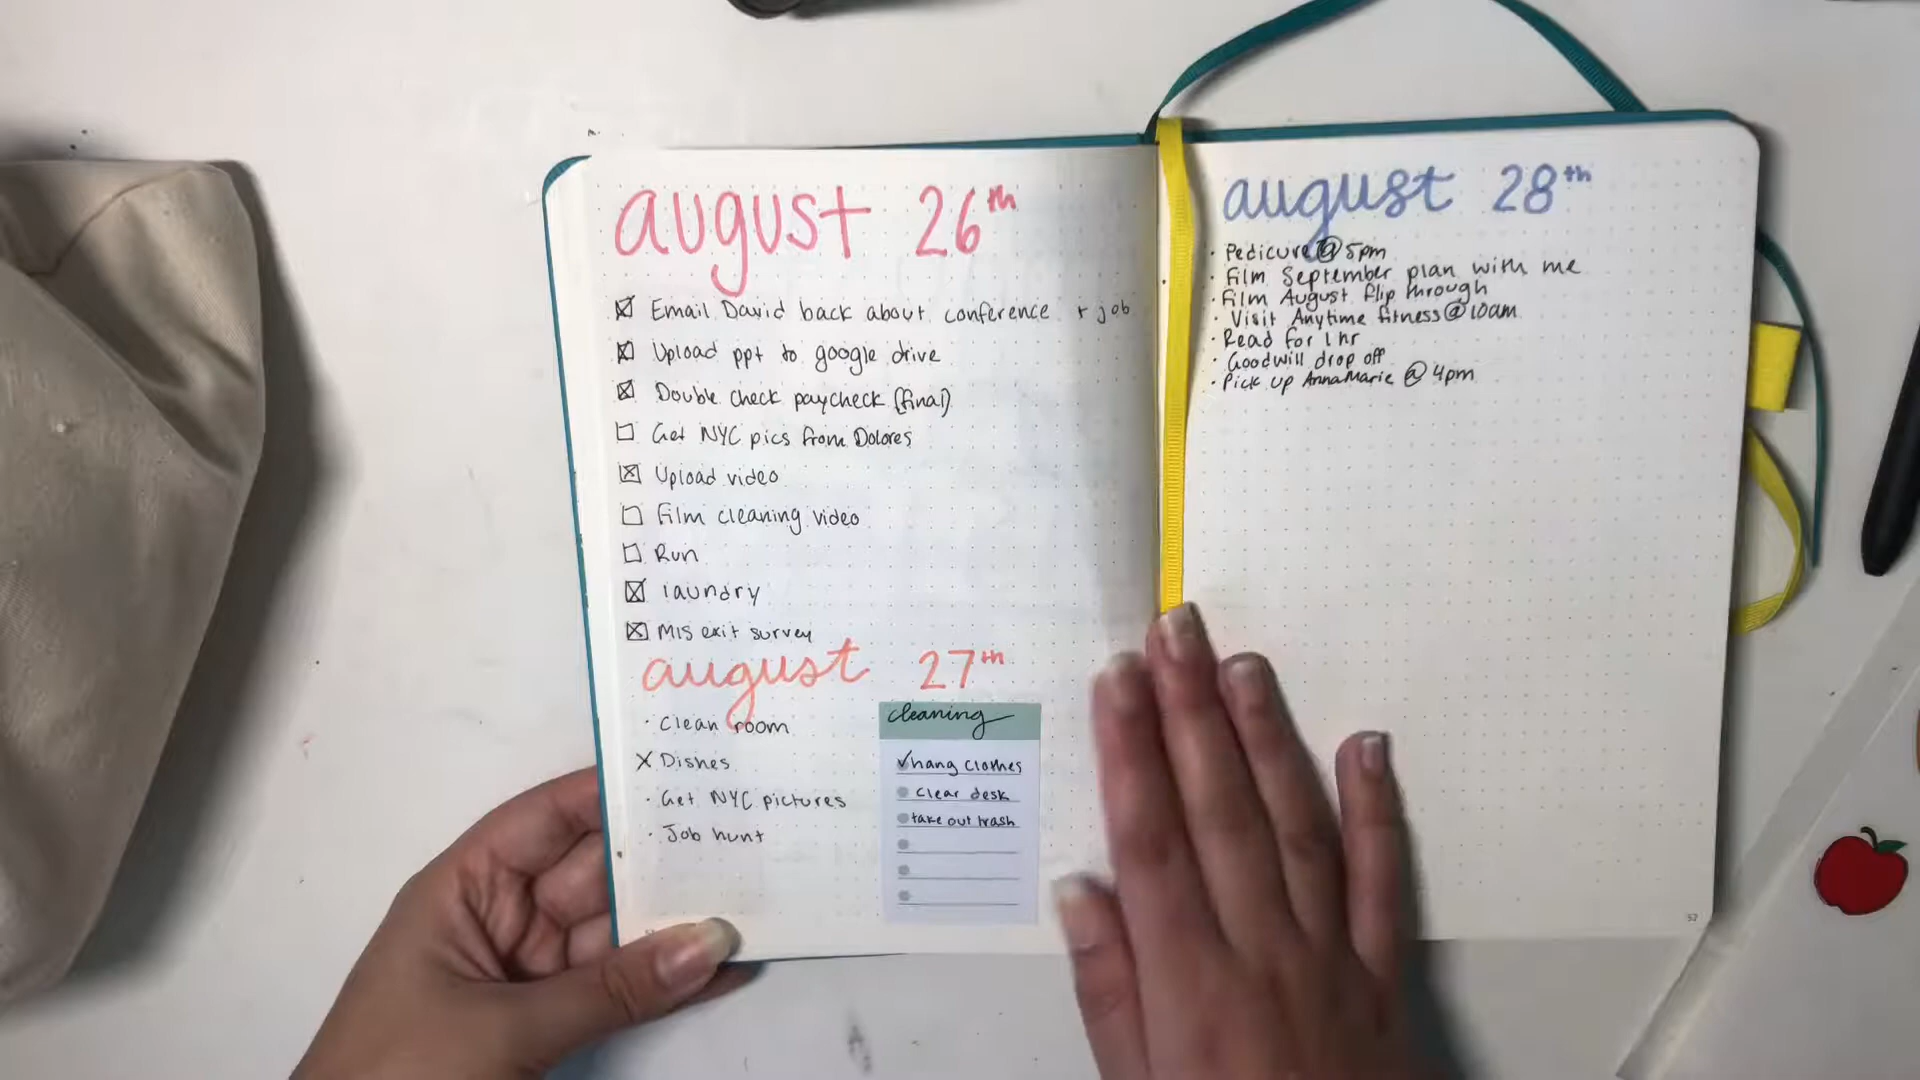 august 26th
Email David back about conference + job
Upload ppt to google drive
Double check paycheck (final)
Get NYC pics from Dolores
Upload video
Film cleaning video
Run
laundry
MIS exit survey
august 27th
· Clean room
X Dishes
· Get NYC pictures
· Job hunt
cleaning
✓hang clothes
clear desk
take out trash
august 28th
· Pedicure @ 5pm
· Film September plan with me
· Film August flip through
· Visit Anytime fitness @ 10am
· Read for 1 hr
· Goodwill drop off
· Pick up AnnaMarie @ 4pm
52